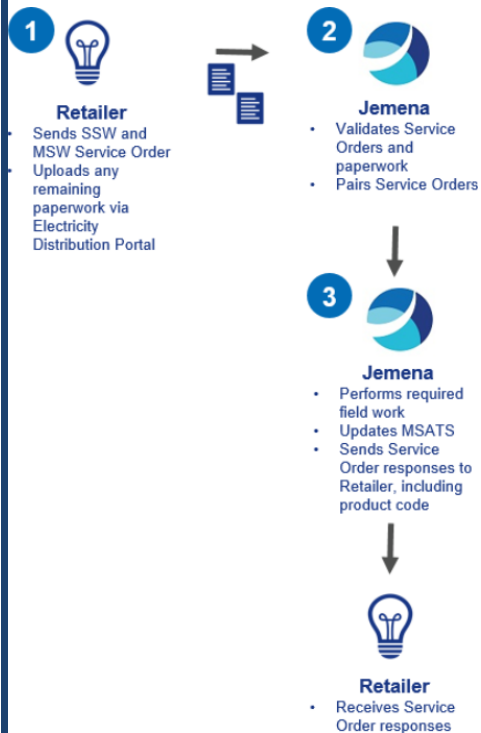 1
Retailer
• Sends SSW and
MSW Service Order
• Uploads any
remaining
paperwork via
Electricity
Distribution Portal
2
Jemena
• Validates Service
Orders and
paperwork
• Pairs Service Orders
3
Jemena
• Performs required
field work
• Updates MSATS
• Sends Service
Order responses to
Retailer, including
product code
Retailer
• Receives Service
Order responses